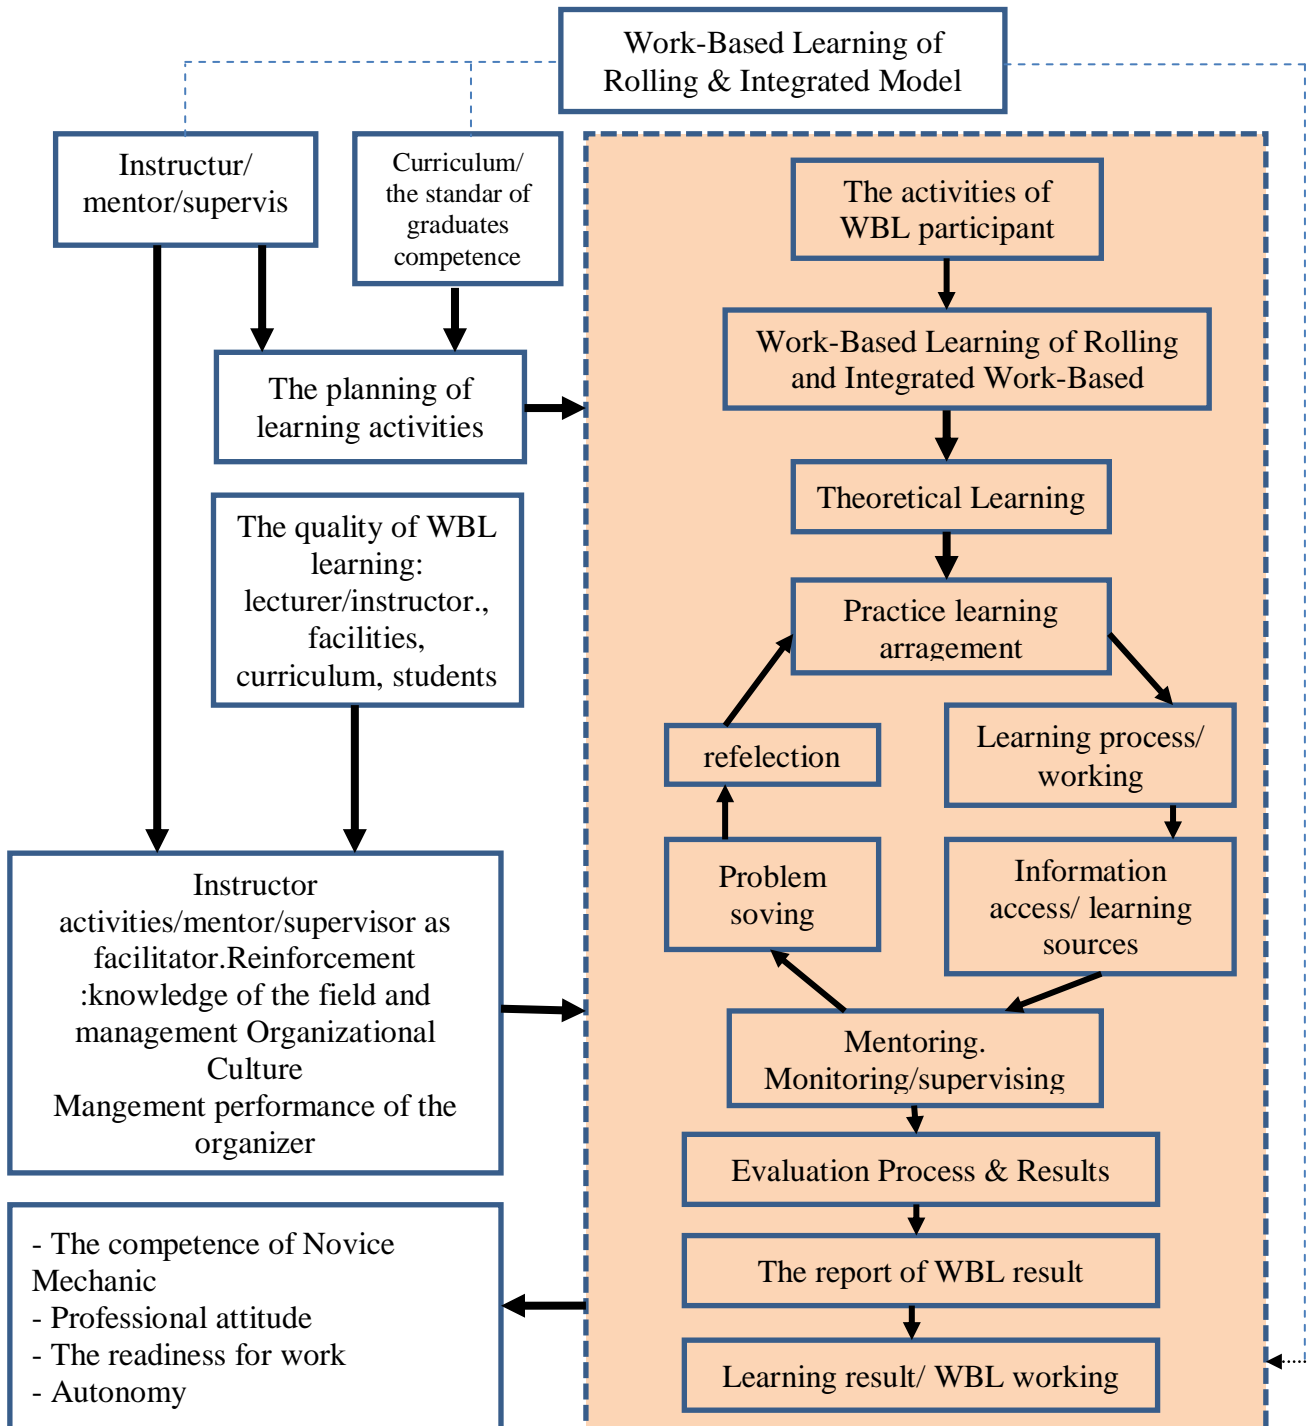 Work-Based Learning of
Rolling & Integrated Model
Instructur/
mentor/supervis
Curriculum/
the standar of
graduates
competence
The activities of
WBL participant
Work-Based Learning of Rolling
and Integrated Work-Based
The planning of
learning activities
Theoretical Learning
The quality of WBL
learning:
lecturer/instructor.,
facilities,
curriculum, students
Practice learning
arragement
Learning process/
working
refelection
Problem
soving
Information
access/ learning
sources
Instructor
activities/mentor/supervisor as
facilitator.Reinforcement
:knowledge of the field and
management Organizational
Culture
Mangement performance of the
organizer
Mentoring.
Monitoring/supervising
Evaluation Process & Results
- The competence of Novice
Mechanic
- Professional attitude
- The readiness for work
- Autonomy
The report of WBL result
Learning result/ WBL working